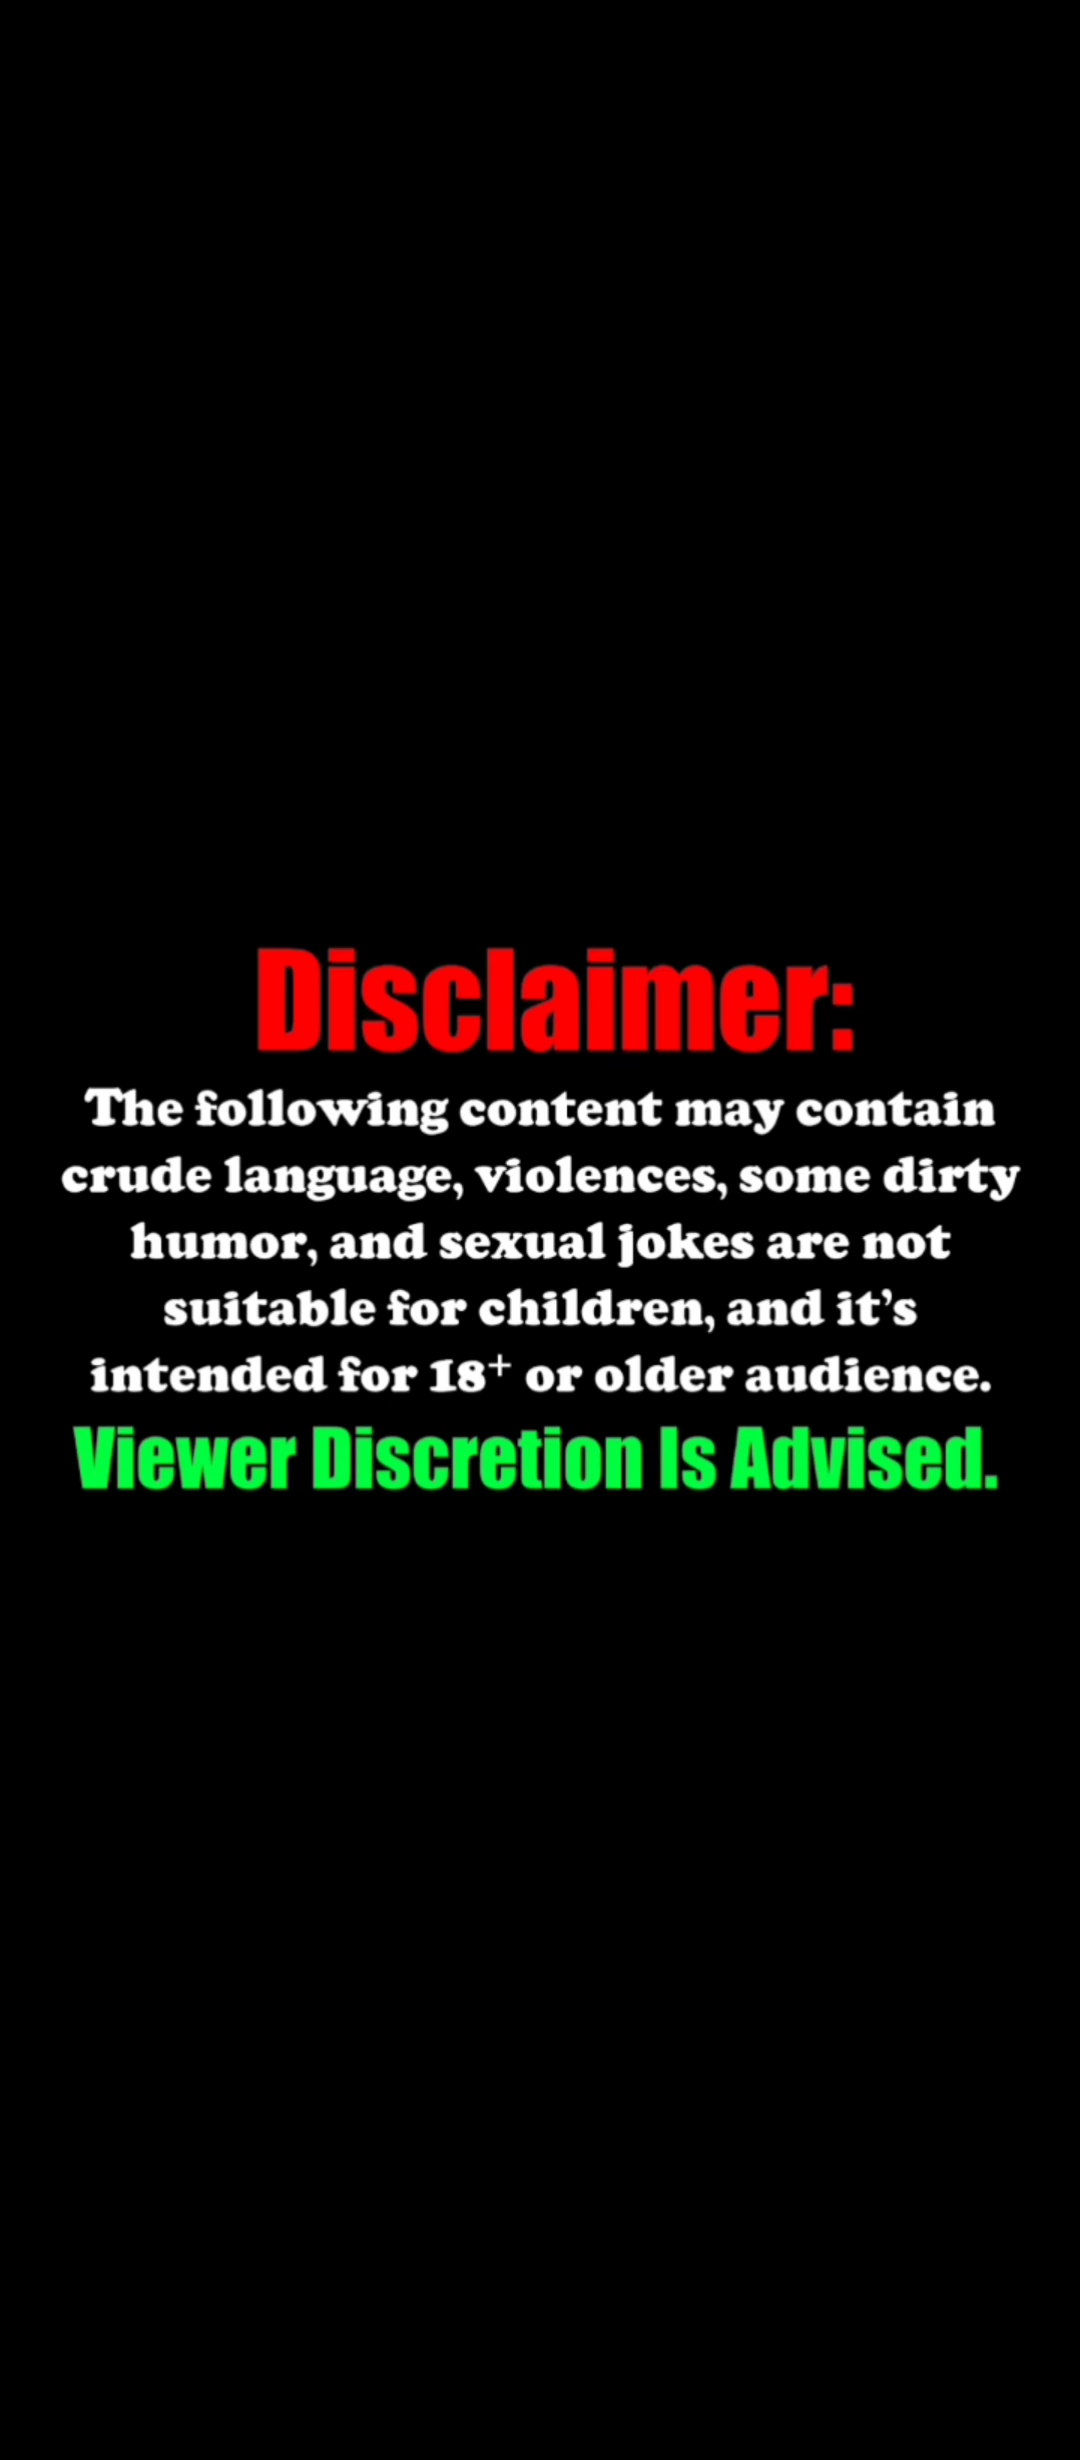 Disclaimer:
The following content may contain
crude language, violences, some dirty
humor, and sexual jokes are not
suitable for children, and it’s
intended for 18⁺ or older audience.
Viewer Discretion Is Advised.